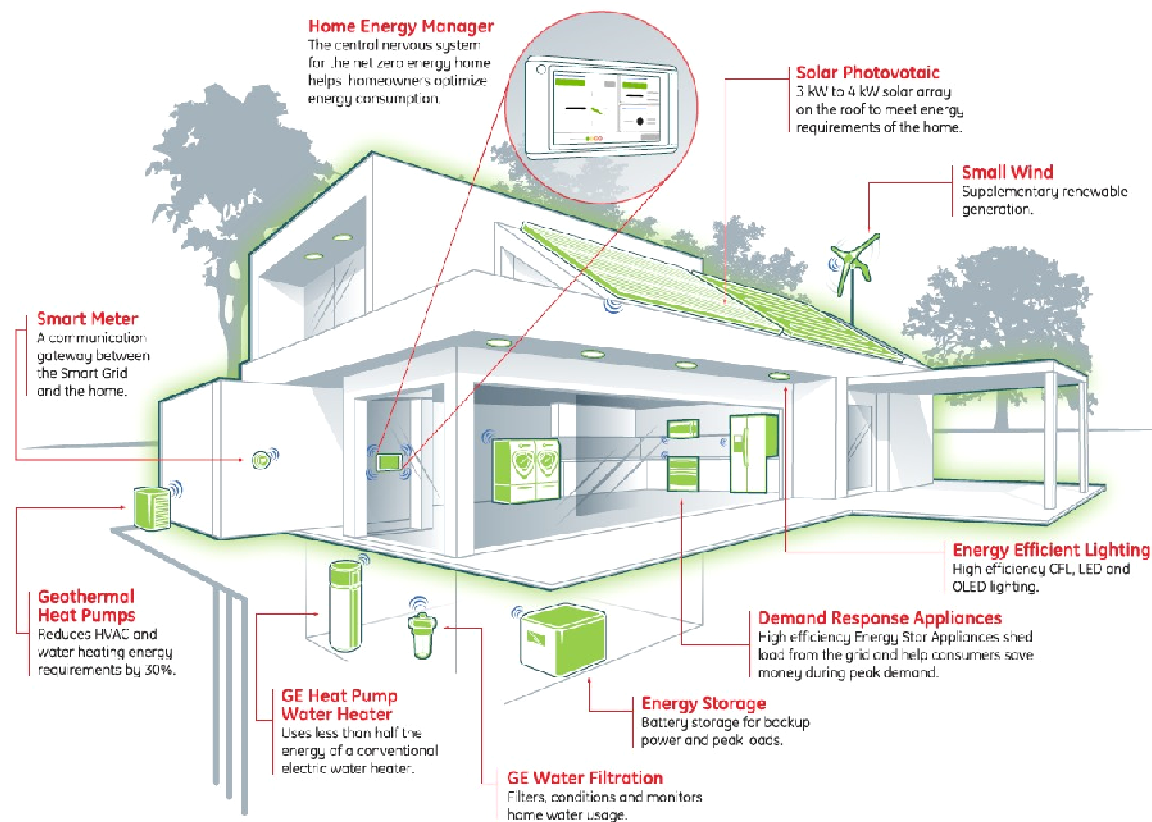 Home Energy Manager
The central nervous system
for the net zero energy home
helps homeowners optimize
energy consumption.
Solar Photovotaic
3 kW to 4 kW solar array
on the roof to meet energy
requirements of the home.
Small Wind
Supplementary renewable
generation.
Smart Meter
A communication
gateway between
the Smart Grid
and the home.
Geothermal
Heat Pumps
Reduces HVAC and
water heating energy
requirements by 30%.
GE Heat Pump
Water Heater
Uses less than half the
energy of a conventional
electric water heater.
GE Water Filtration
Filters, conditions and monitors
home water usage.
Energy Storage
Battery storage for backup
power and peak loads.
Demand Response Appliances
High efficiency Energy Star Appliances shed
load from the grid and help consumers save
money during peak demand.
Energy Efficient Lighting
High efficiency CFL, LED and
OLED lighting.